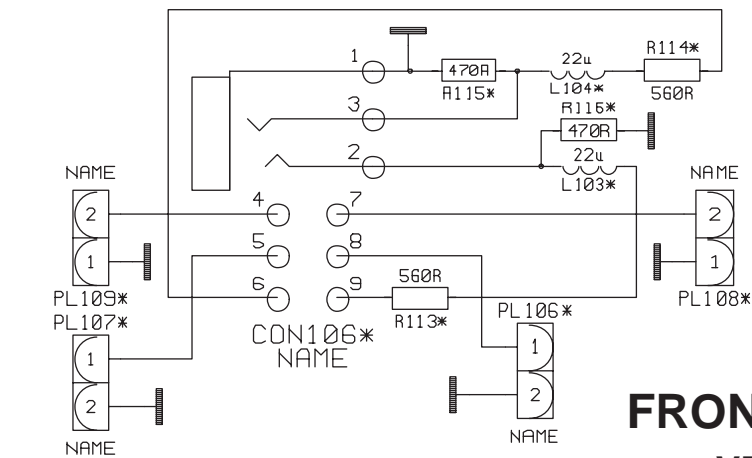 1
470R
R115*
22u
L104*
R114*
560R
3
R116*
470R
2
22u
L103*
NAME
2
1
PL109*
PL107*
1
2
NAME
4
7
5
8
6
9
CON106*
NAME
560R
R113*
PL106*
1
2
NAME
NAME
2
1
PL108*
FRON